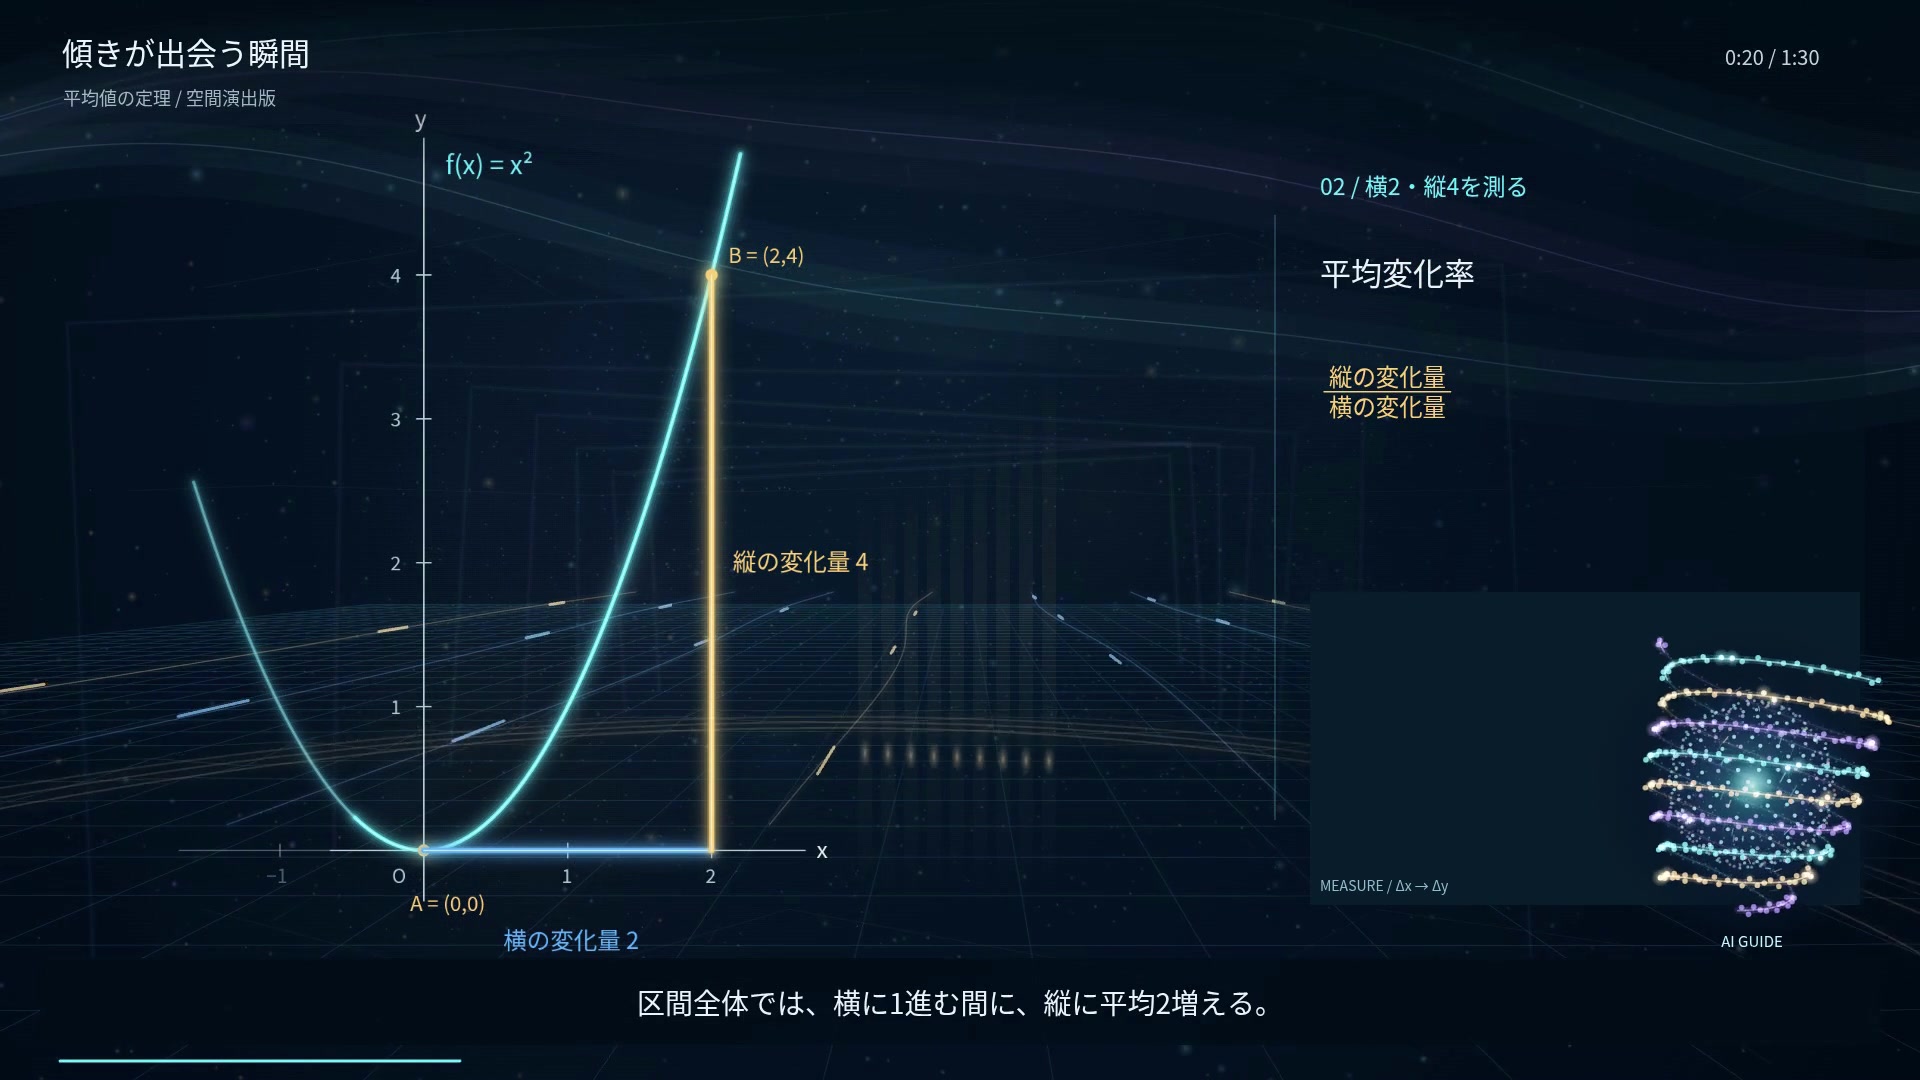 傾きが出会う瞬間
平均値の定理 / 空間演出版
0:20 / 1:30
y
f(x) = x²
B = (2,4)
4
3
2
1
縦の変化量 4
x
−1
O
1
2
A = (0,0)
横の変化量 2
02 / 横2・縦4を測る
平均変化率
縦の変化量
横の変化量
MEASURE / Δx → Δy
AI GUIDE
区間全体では、横に1進む間に、縦に平均2増える。